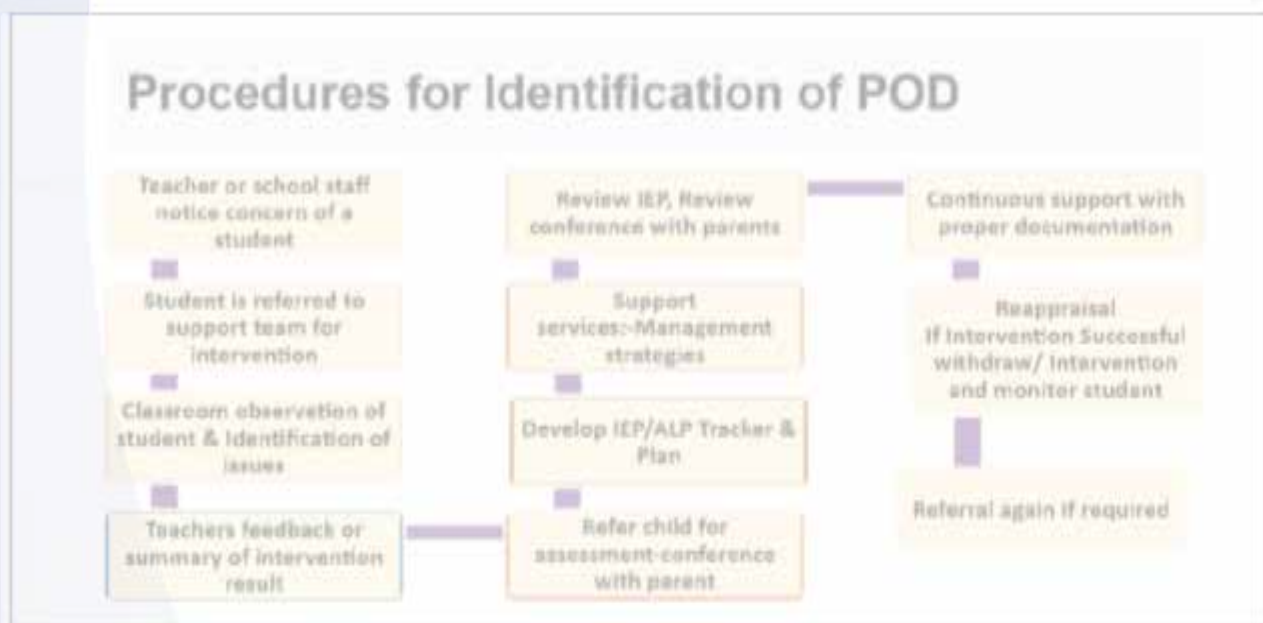 Procedures for Identification of POD
Teacher or school staff
notice concern of a
student
Student is referred to
support team for
intervention
Classroom observation of
student & Identification of
issues
Teachers feedback or
summary of intervention
result
Refer child for
assessment-conference
with parent
Develop IEP/ALP Tracker &
Plan
Support
services:-Management
strategies
Review IEP, Review
conference with parents
Continuous support with
proper documentation
Reappraisal
If Intervention Successful
withdraw/ Intervention
and monitor student
Referral again if required